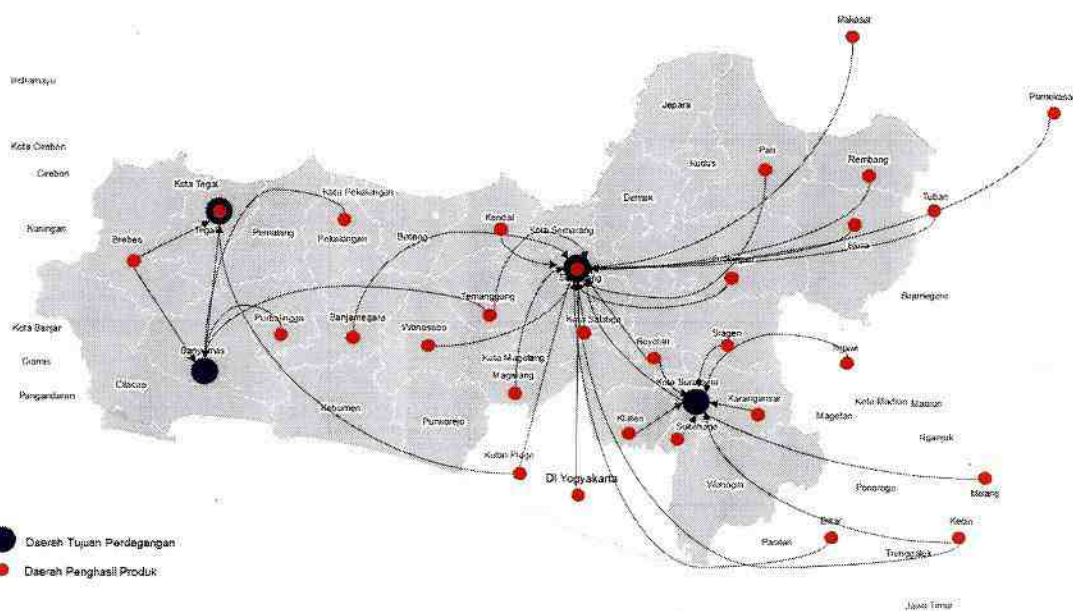 Makasar
Indramayu
Pamekasan
Jepara
Kota Cirebon
Cirebon
Kudus
Pati
Rembang
Kota Tegal
Kota Pekalongan
Demak
Tuban
Kuningan
Brebes
Tegal
Pemalang
Pekalongan
Batang
Kendal
Kota Semarang
Blora
Bojonegoro
Temanggung
Kota Banjar
Purbalingga
Banjarnegara
Wonosobo
Kota Salatiga
Sragen
Ngawi
Ciamis
Banyumas
Kota Magelang
Magelang
Boyolali
Cilacap
Kota Surakarta
Karanganyar
Pangandaran
Kebumen
Purworejo
Klaten
Sukoharjo
Magetan
Kota Madiun
Madiun
Nganjuk
Kulon Progo
DI Yogyakarta
Wonogiri
Ponorogo
Malang
Daerah Tujuan Perdagangan
Pacitan
Blitar
Trenggalek
Kediri
Daerah Penghasil Produk
Jawa Timur